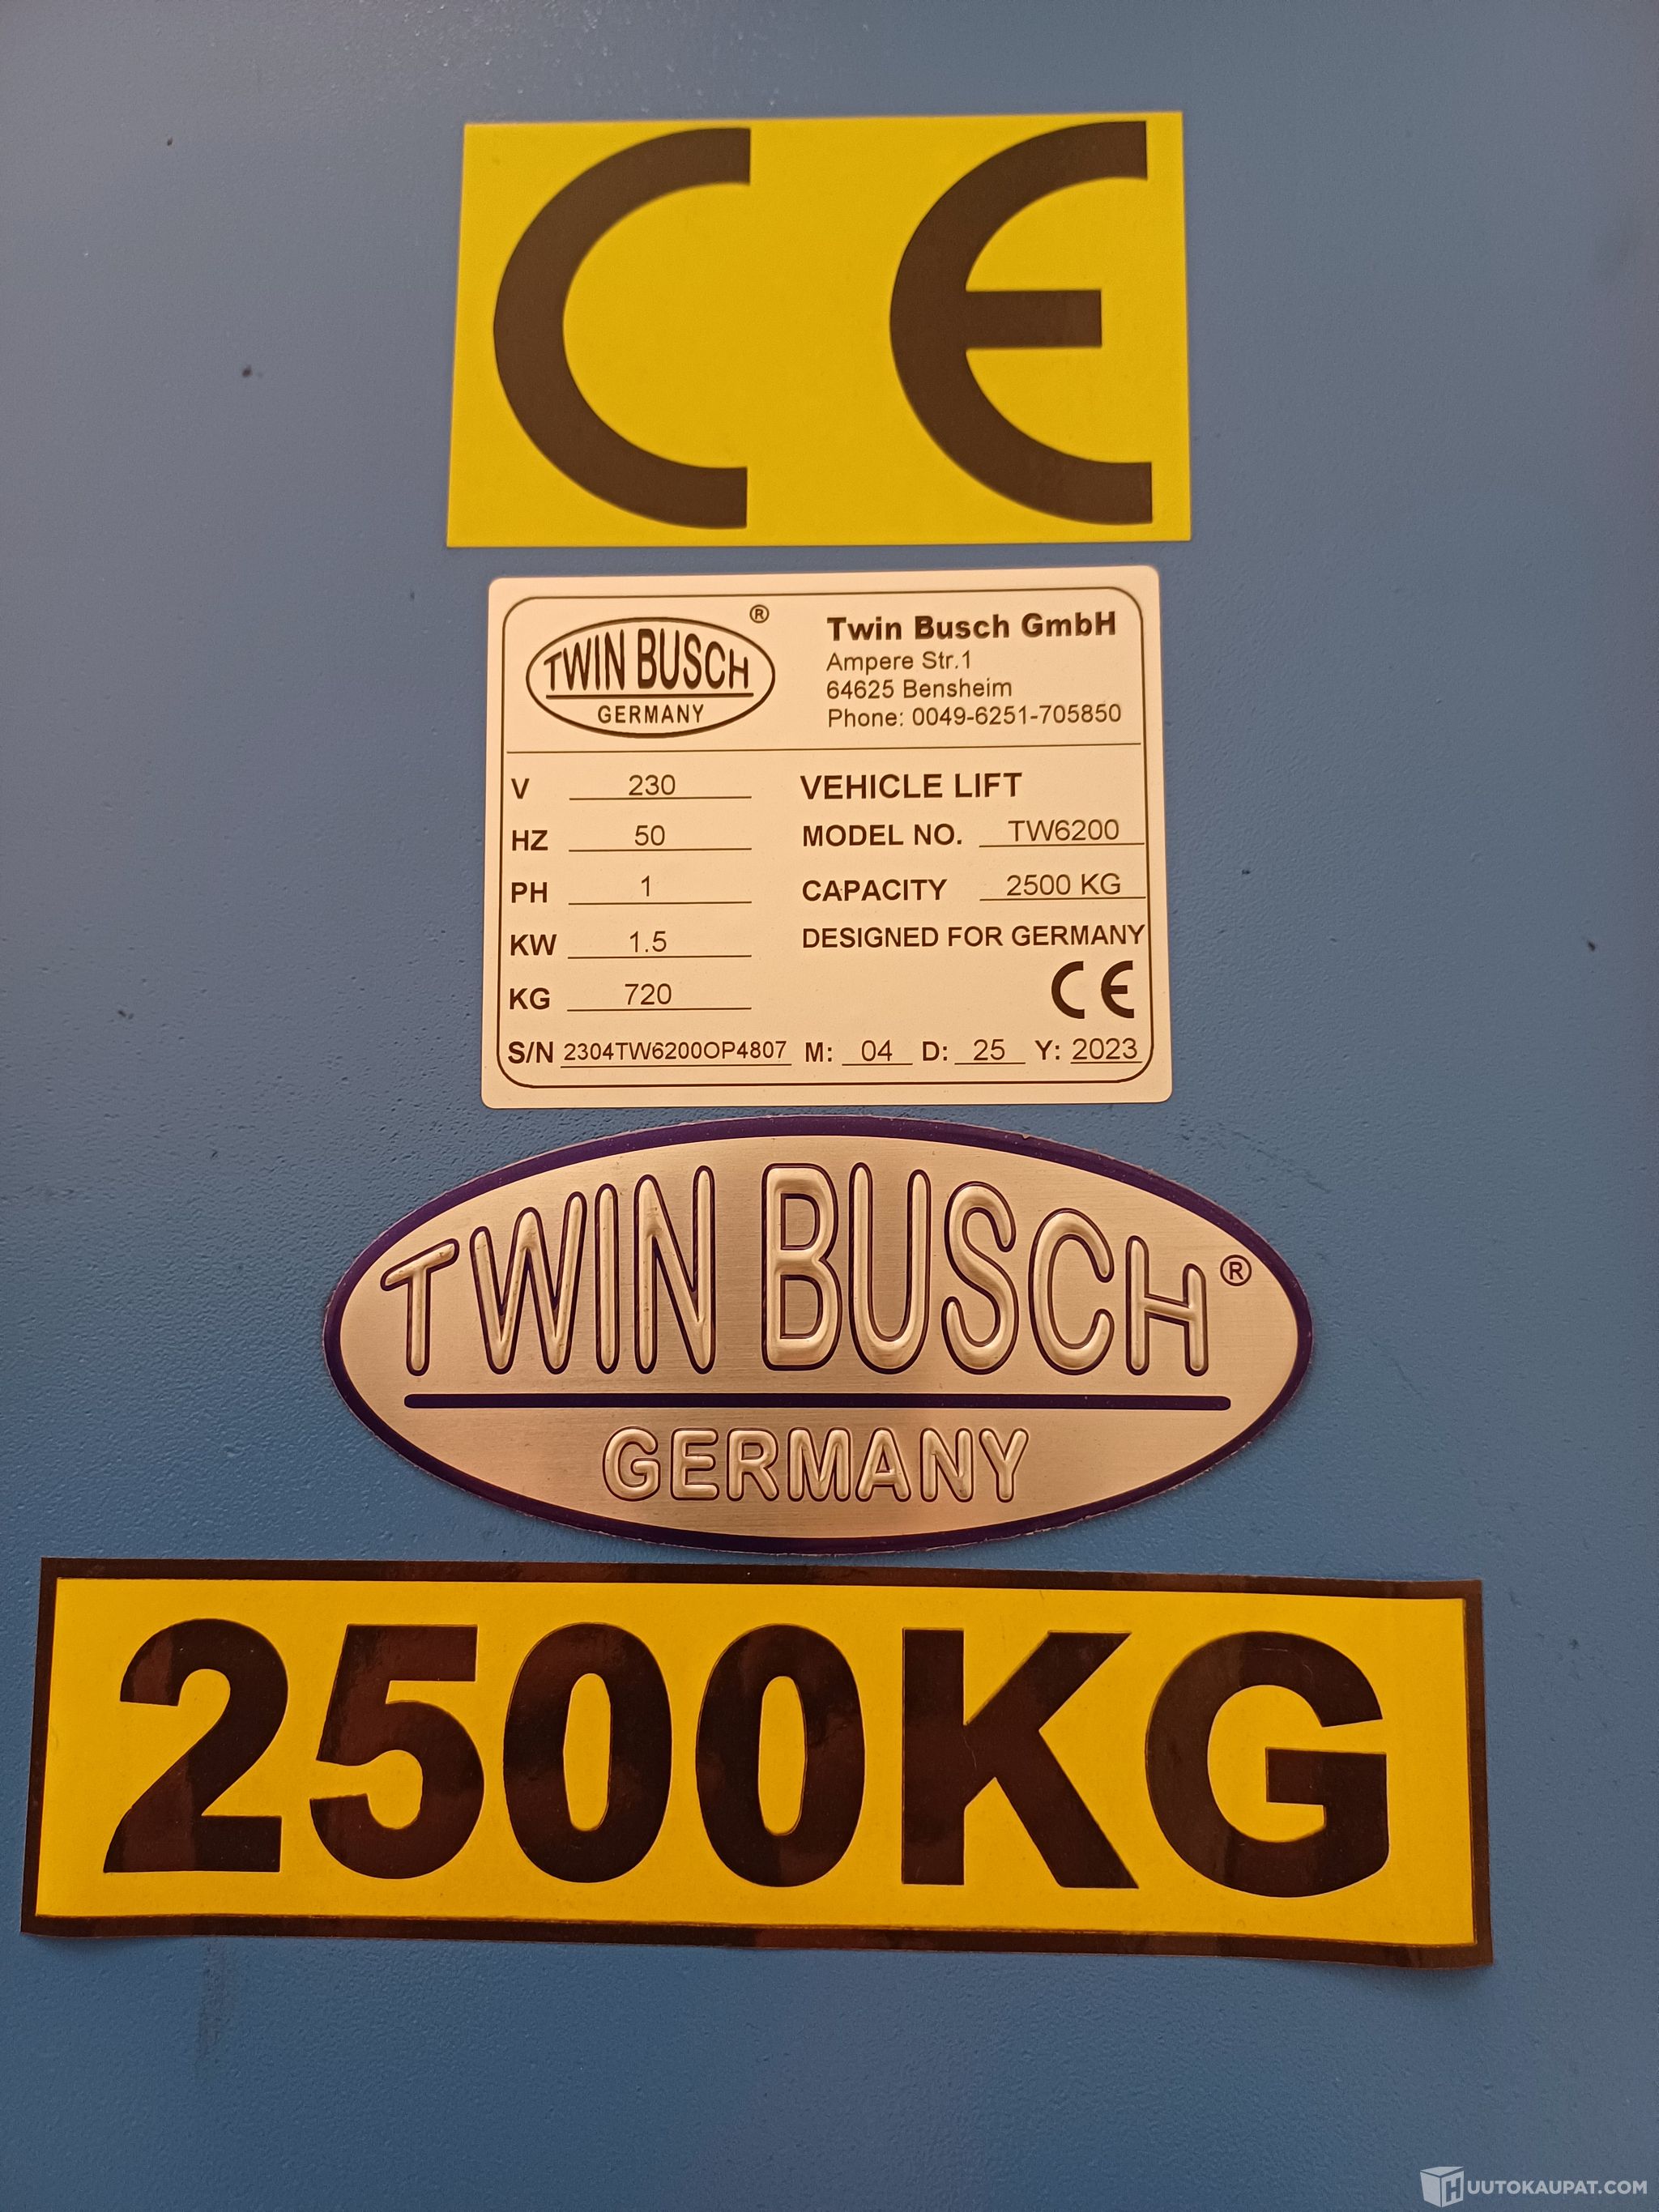 CE
TWIN BUSCH ®
GERMANY
Twin Busch GmbH
Ampere Str.1
64625 Bensheim
Phone: 0049-6251-705850
V 230
HZ 50
PH 1
KW 1.5
KG 720
VEHICLE LIFT
MODEL NO. TW6200
CAPACITY 2500 KG
DESIGNED FOR GERMANY
CE
S/N 2304TW6200OP4807 M: 04 D: 25 Y: 2023
TWIN BUSCH®
GERMANY
2500KG
HUUTOKAUPAT.COM